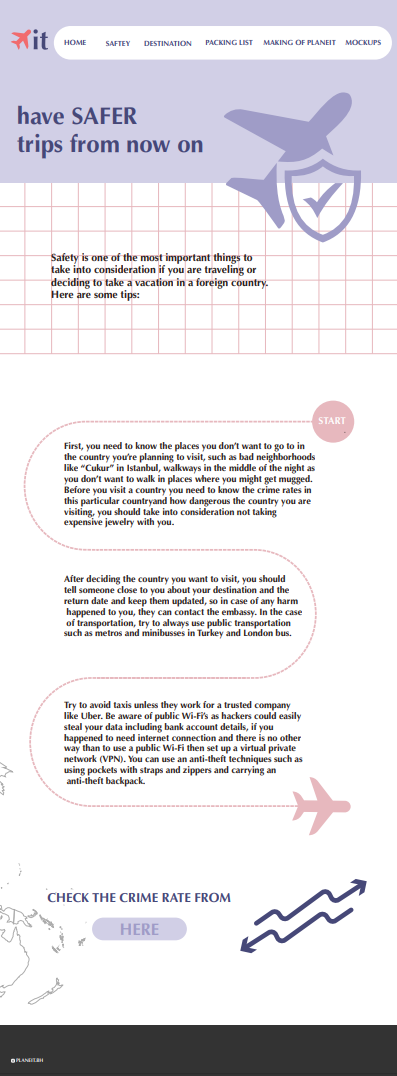 it
HOME SAFTEY DESTINATION PACKING LIST MAKING OF PLANEIT MOCKUPS
have SAFER
trips from now on
Safety is one of the most important things to
take into consideration if you are traveling or
deciding to take a vacation in a foreign country.
Here are some tips:
START
First, you need to know the places you don't want to go to in
the country you're planning to visit, such as bad neighborhoods
like “Cukur” in Istanbul, walkways in the middle of the night as
you don't want to walk in places where you might get mugged.
Before you visit a country you need to know the crime rates in
this particular countryand how dangerous the country you are
visiting, you should take into consideration not taking
expensive jewelry with you.
After deciding the country you want to visit, you should
tell someone close to you about your destination and the
return date and keep them updated, so in case of any harm
happened to you, they can contact the embassy. In the case
of transportation, try to always use public transportation
such as metros and minibusses in Turkey and London bus.
Try to avoid taxis unless they work for a trusted company
like Uber. Be aware of public Wi-Fi's as hackers could easily
steal your data including bank account details, if you
happened to need internet connection and there is no other
way than to use a public Wi-Fi then set up a virtual private
network (VPN). You can use an anti-theft techniques such as
using pockets with straps and zippers and carrying an
anti-theft backpack.
CHECK THE CRIME RATE FROM
HERE
PLANEIT.BH